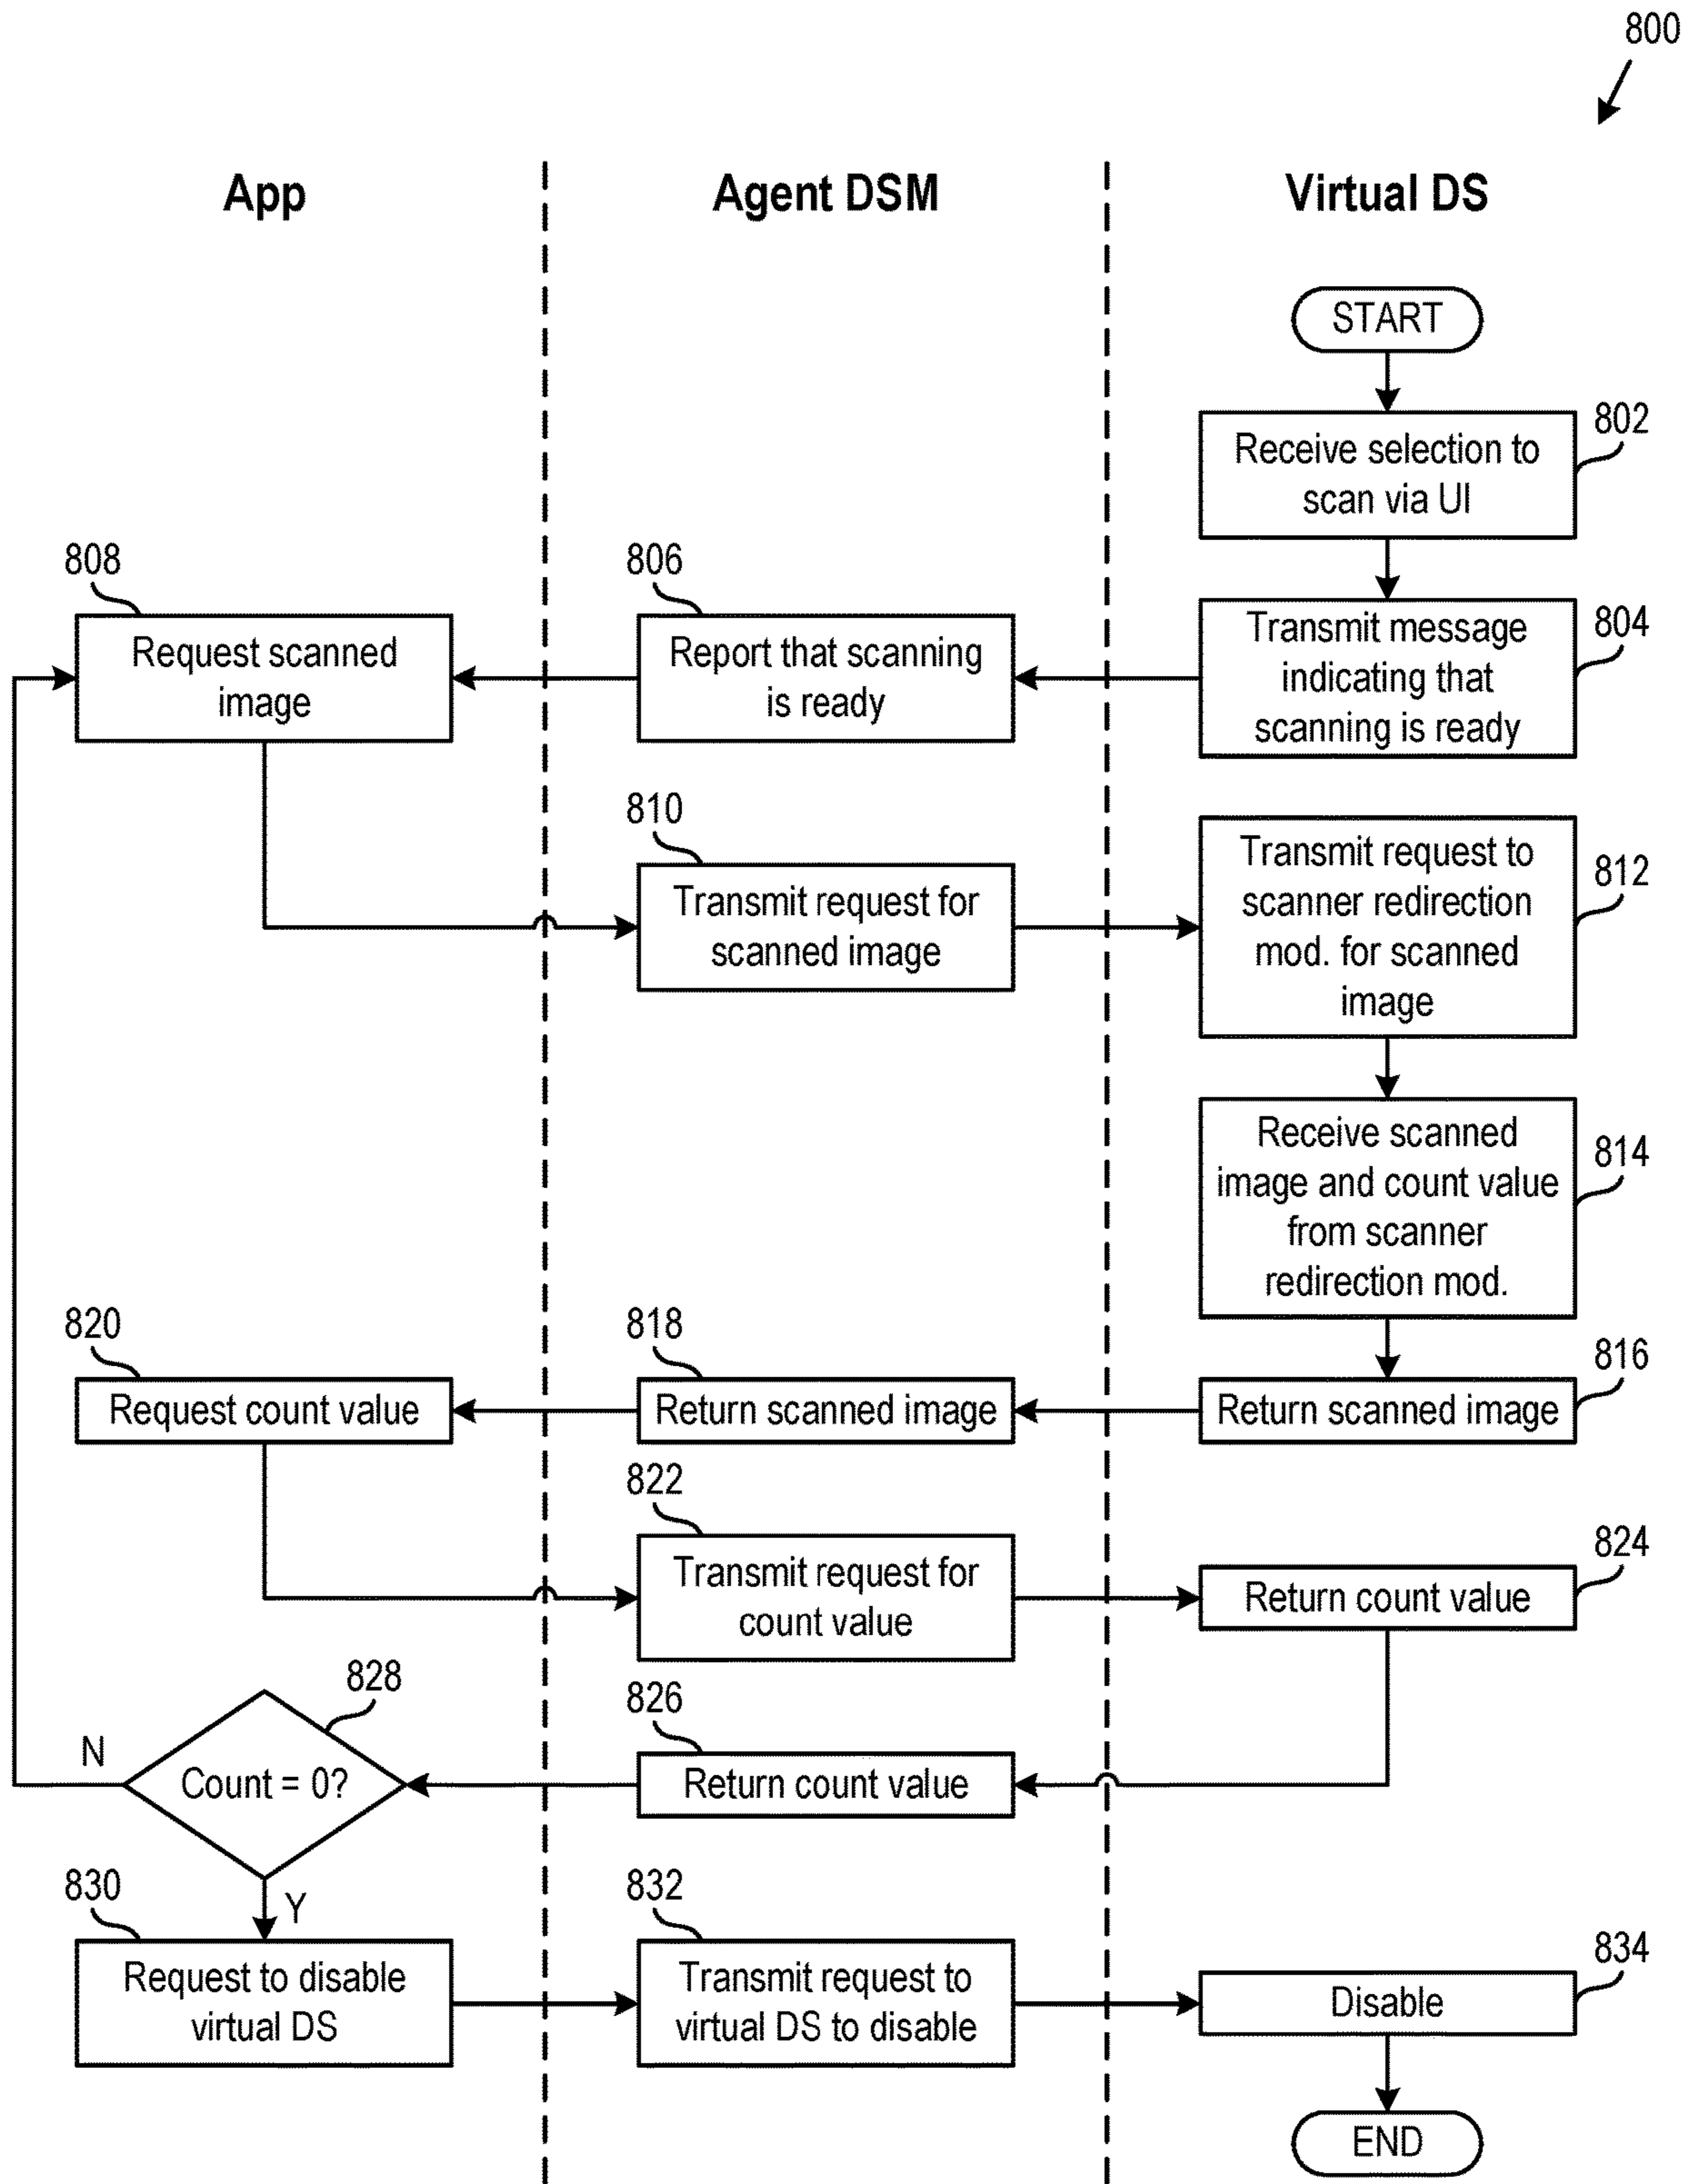 800
App
Agent DSM
Virtual DS
START
802
Receive selection to
scan via UI
808
Request scanned
image
806
Report that scanning
is ready
804
Transmit message
indicating that
scanning is ready
810
Transmit request for
scanned image
812
Transmit request to
scanner redirection
mod. for scanned
image
814
Receive scanned
image and count value
from scanner
redirection mod.
820
Request count value
818
Return scanned image
816
Return scanned image
822
Transmit request for
count value
824
Return count value
828
N
Count = 0?
Y
826
Return count value
830
Request to disable
virtual DS
832
Transmit request to
virtual DS to disable
834
Disable
END